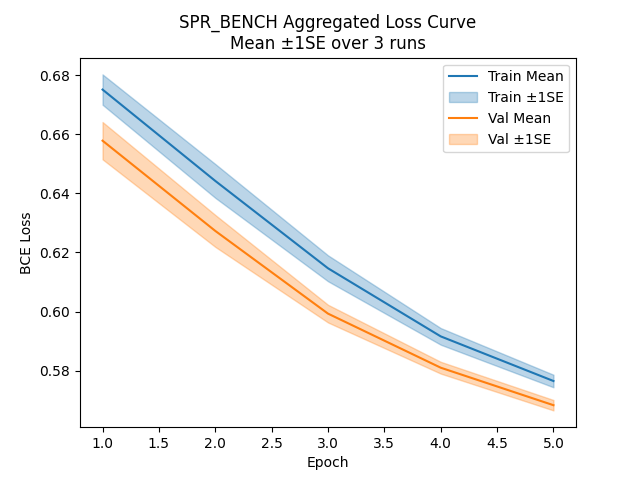 SPR_BENCH Aggregated Loss Curve
Mean ±1SE over 3 runs
Train Mean
Train ±1SE
Val Mean
Val ±1SE
BCE Loss
0.68
0.66
0.64
0.62
0.60
0.58
1.0 1.5 2.0 2.5 3.0 3.5 4.0 4.5 5.0
Epoch